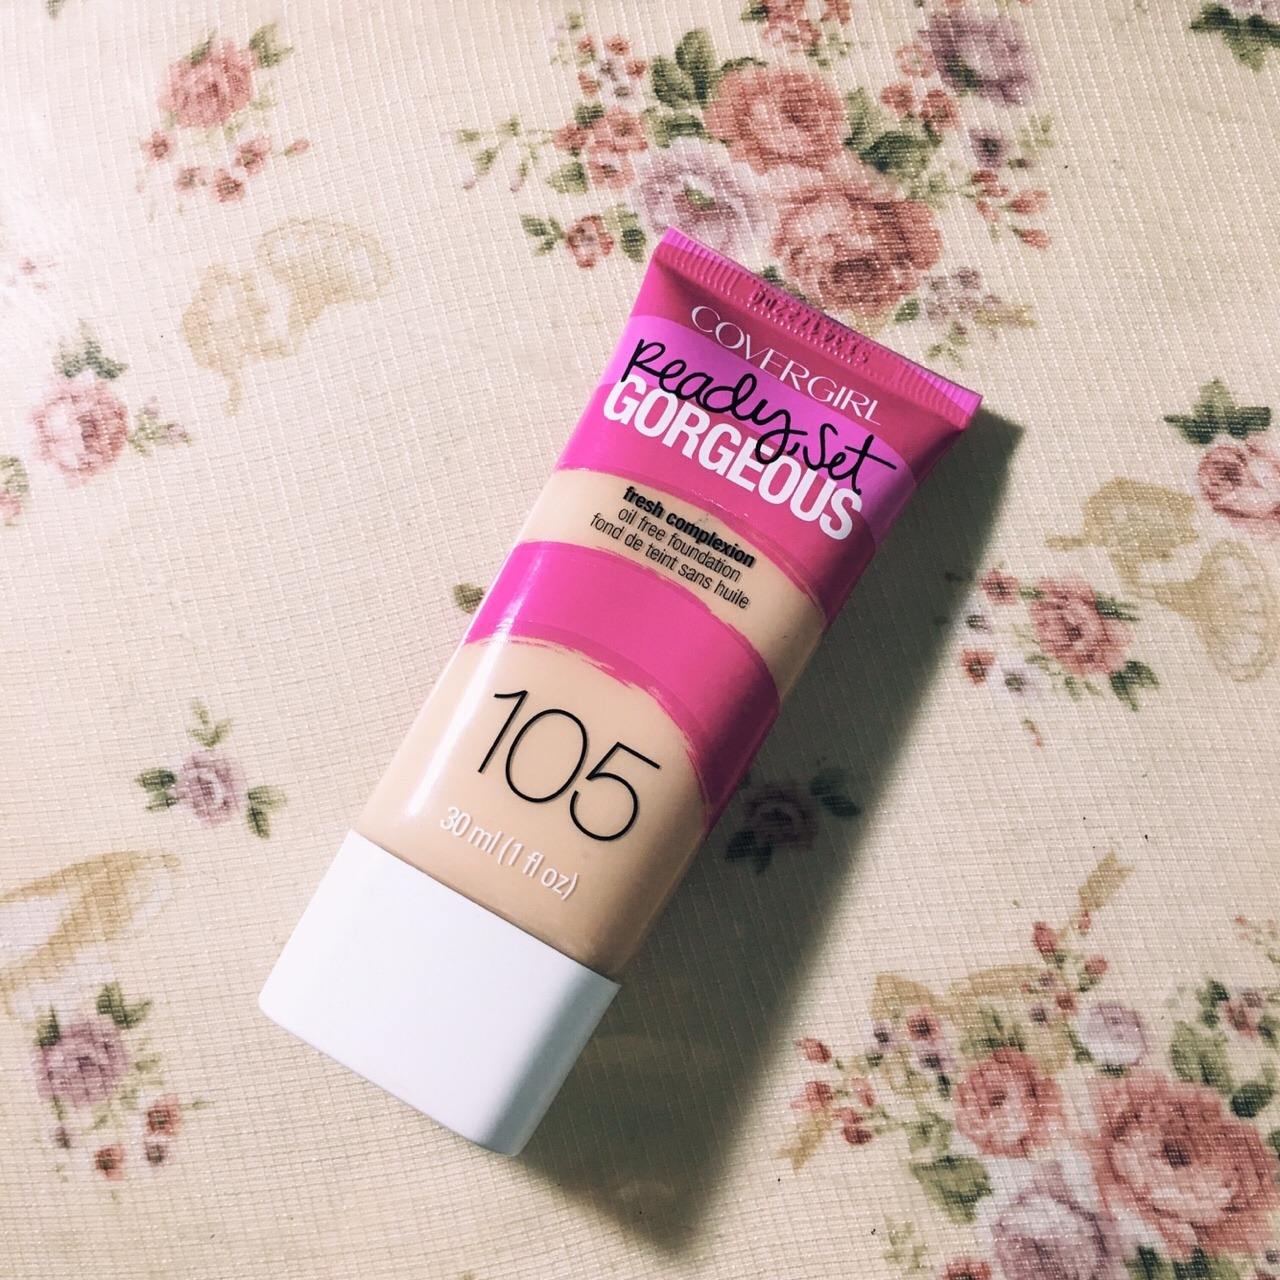 COVERGIRL
Ready, Set
GORGEOUS
fresh complexion
oil free foundation
fond de teint sans huile
105
30 ml (1 fl oz)